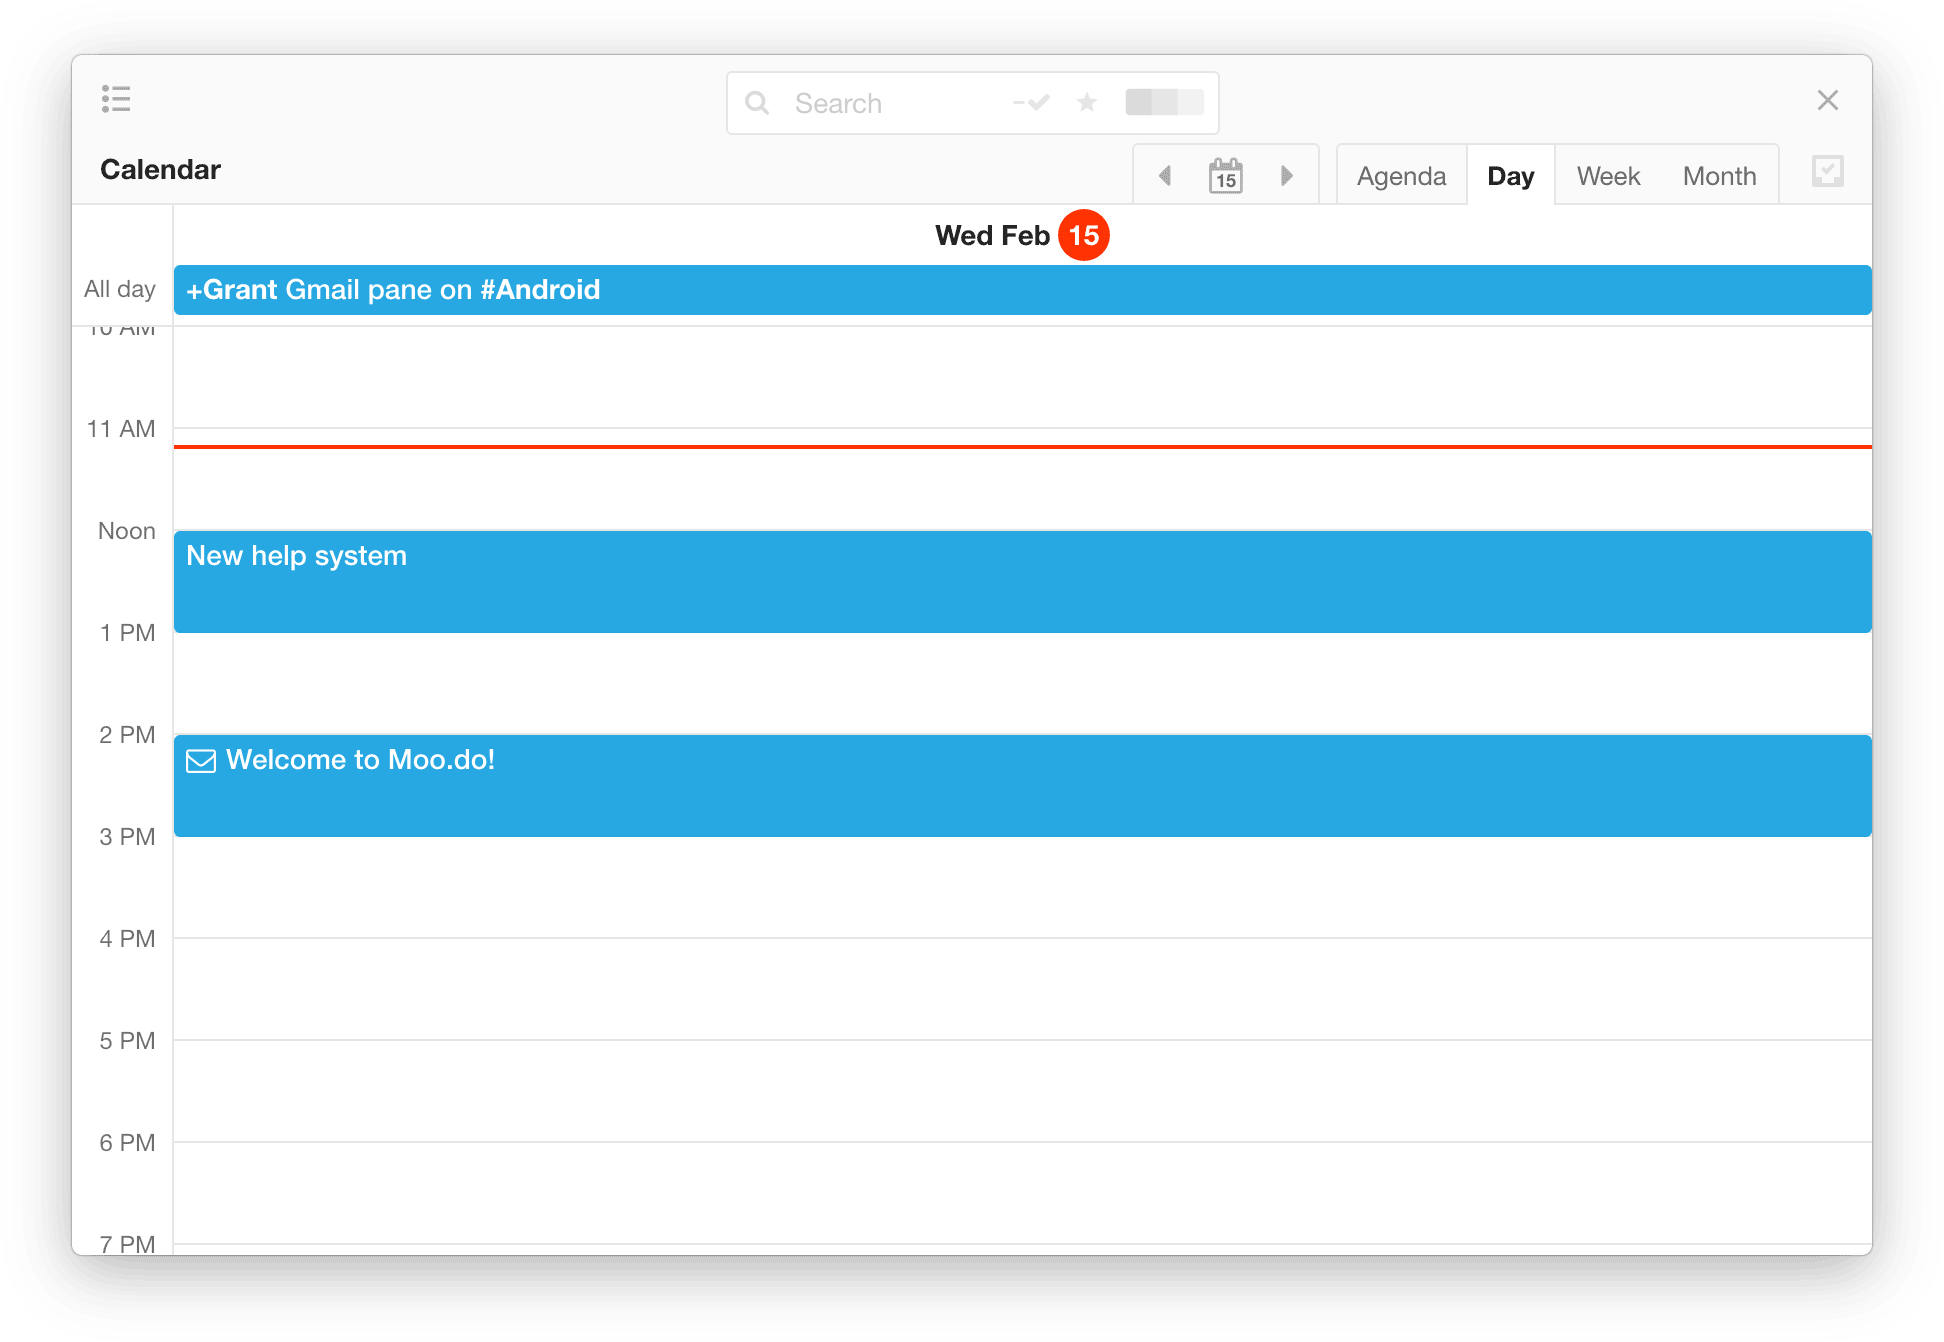 Search
Calendar
15
Agenda Day Week Month
Wed Feb 15
All day +Grant Gmail pane on #Android
10 AM
11 AM
Noon
New help system
1 PM
2 PM
Welcome to Moo.do!
3 PM
4 PM
5 PM
6 PM
7 PM